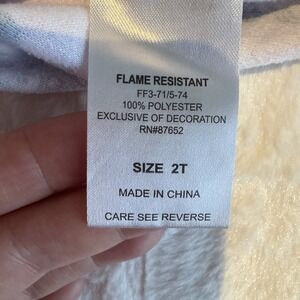 FLAME RESISTANT
FF3-71/5-74
100% POLYESTER
EXCLUSIVE OF DECORATION
RN#87652
SIZE 2T
MADE IN CHINA
CARE SEE REVERSE